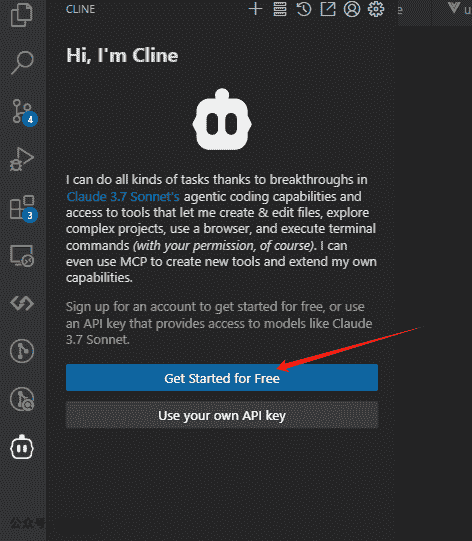 CLINE
e
u
Hi, I'm Cline
4
3
I can do all kinds of tasks thanks to breakthroughs in
Claude 3.7 Sonnet's agentic coding capabilities and
access to tools that let me create & edit files, explore
complex projects, use a browser, and execute terminal
commands (with your permission, of course). I can
even use MCP to create new tools and extend my own
capabilities.
Sign up for an account to get started for free, or use
an API key that provides access to models like Claude
3.7 Sonnet.
Get Started for Free
Use your own API key
公众号